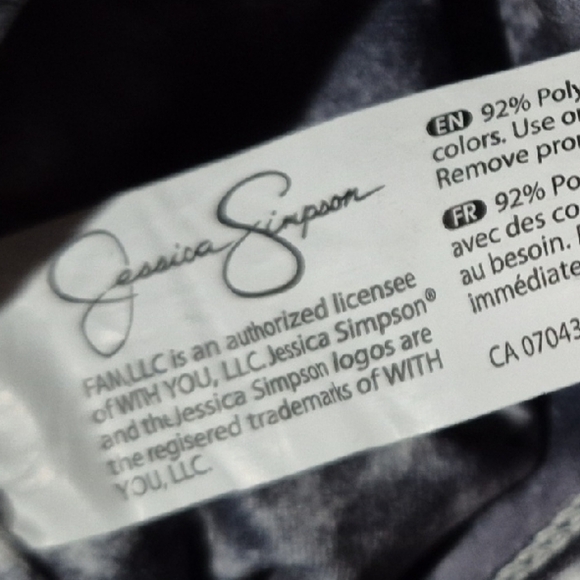 Jessica Simpson
FAM,LLC is an authorized licensee
of WITH YOU, LLC.Jessica Simpson®
and the Jessica Simpson logos are
the regisered trademarks of WITH
YOU, LLC.
EN 92% Poly
colors. Use on
Remove pro
FR 92% Po
avec des co
au besoin.
immédiate
CA 07043